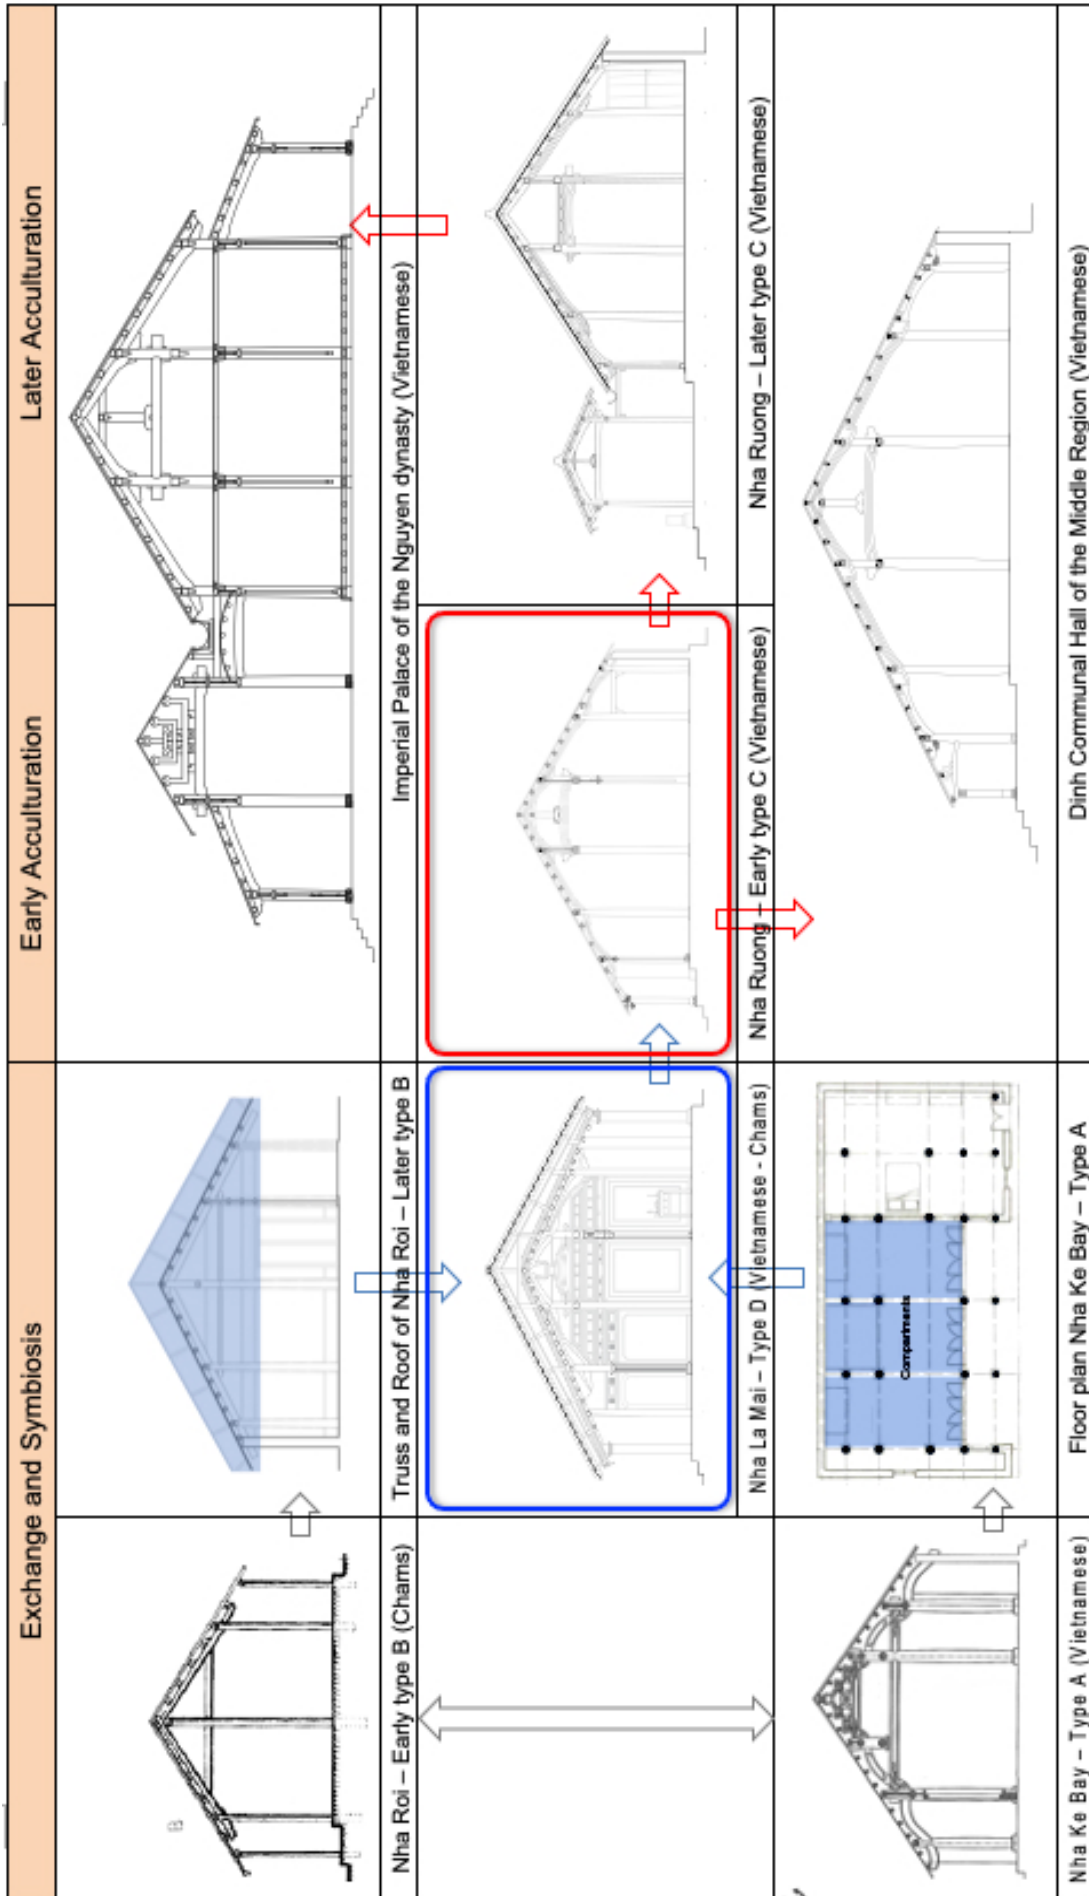 Exchange and Symbiosis
Early Acculturation
Later Acculturation
Nha Roi – Early type B (Chams)
Truss and Roof of Nha Roi – Later type B
Imperial Palace of the Nguyen dynasty (Vietnamese)
Nha La Mai – Type D (Vietnamese - Chams)
Nha Ruong – Early type C (Vietnamese)
Nha Ruong – Later type C (Vietnamese)
Compartments
Nha Ke Bay – Type A (Vietnamese)
Floor plan Nha Ke Bay – Type A
Dinh Communal Hall of the Middle Region (Vietnamese)